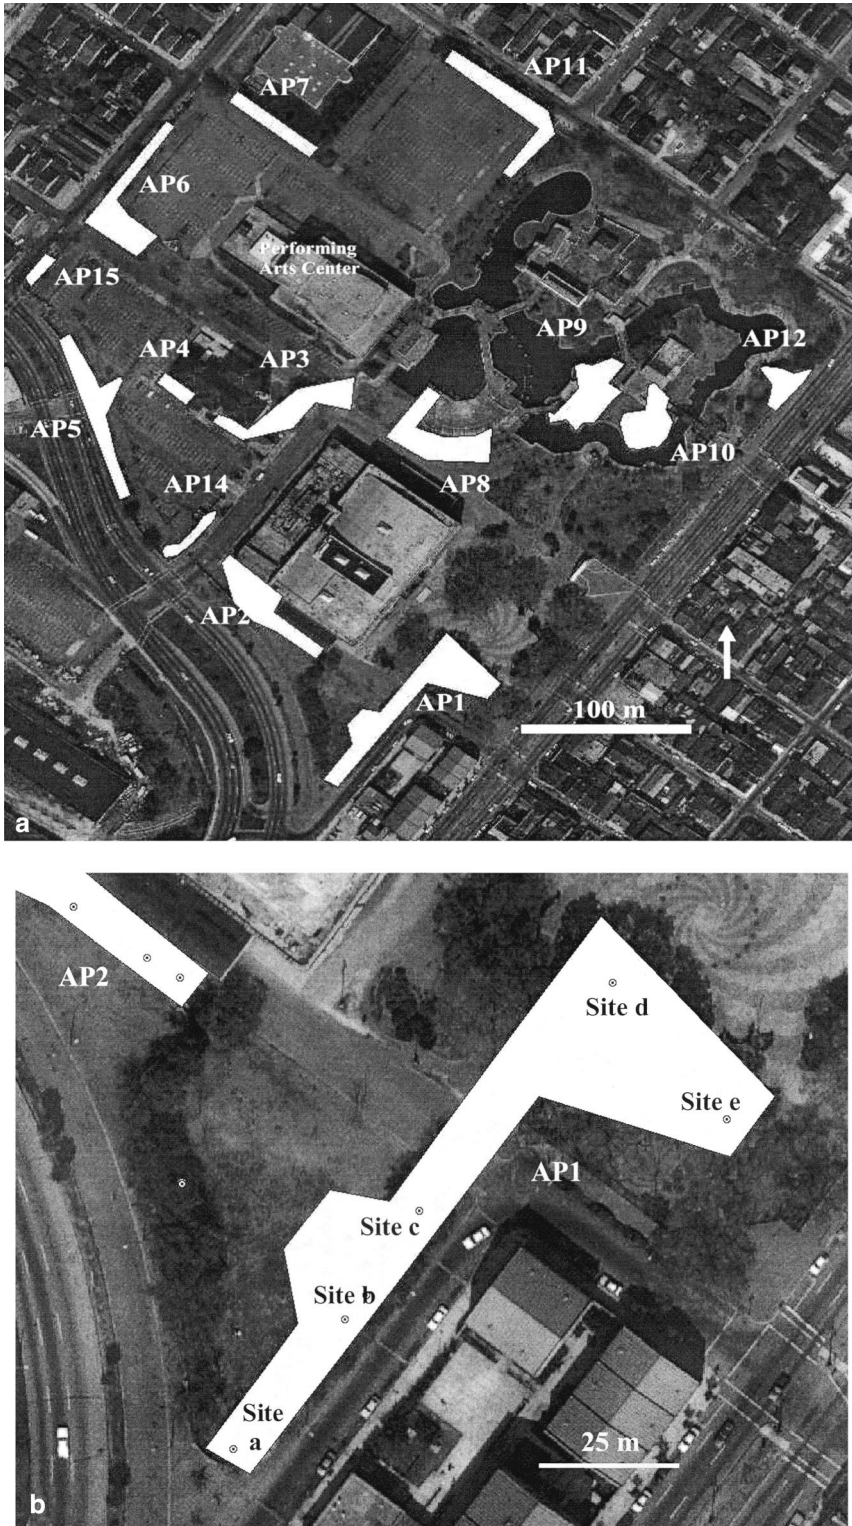 AP11
AP7
AP6
Performing
Arts Center
AP15
AP9
AP12
AP4
AP3
AP5
AP10
AP14
AP8
AP2
AP1
100 m
a
AP2
Site d
Site e
AP1
Site c
Site b
Site
a
25 m
b